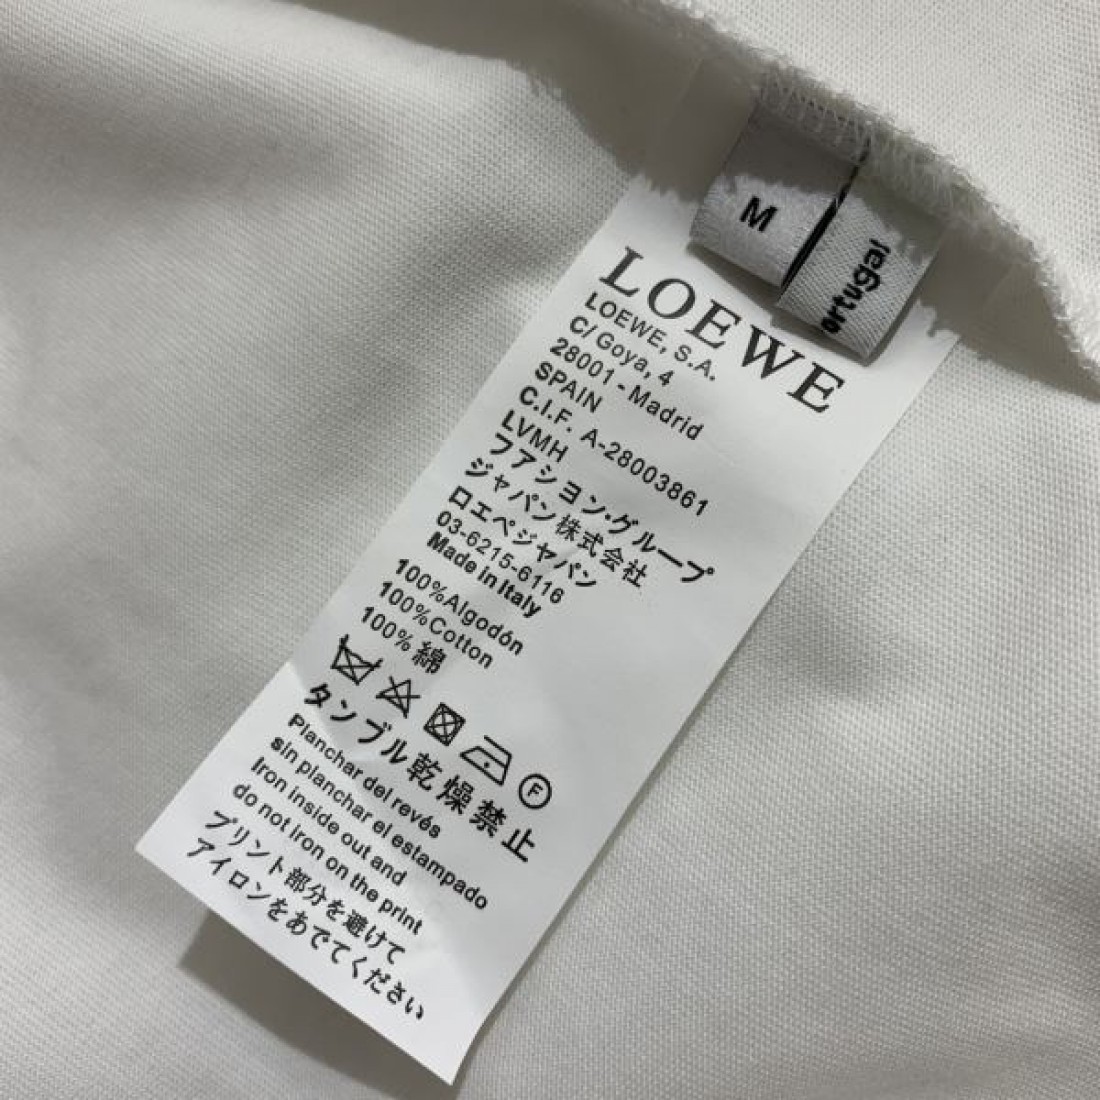 M
LOEWE
LOEWE, S.A.
C/ Goya, 4
28001 - Madrid
SPAIN
C.I.F. A-28003861
LVMH
フアシヨン・グループ
ジャパン株式会社
ロエペジャパン
03-6215-6116
Made in Italy
100%Algodón
100%Cotton
100%綿
F
タンブル乾燥禁止
Planchar del revés
sin planchar el estampado
Iron inside out and
do not iron on the print
プリント部分を避けて
アイロンをあでてください